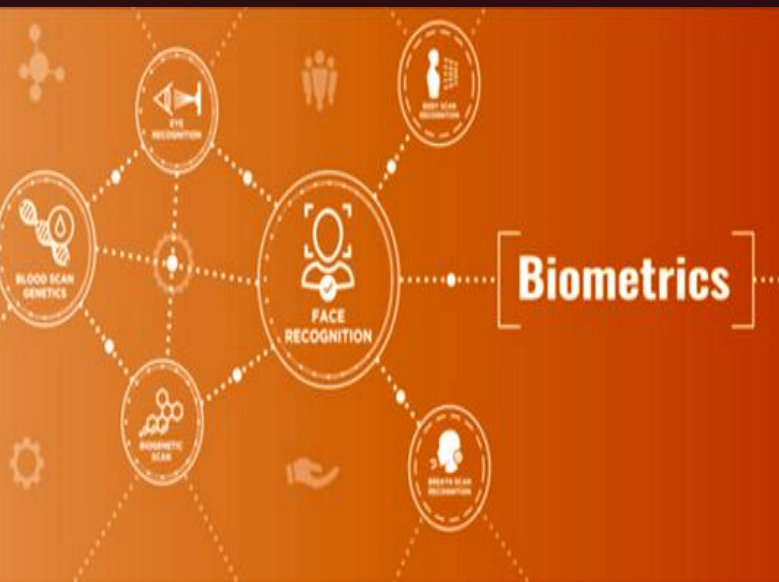 EYE
RECOGNITION
BODY SCAN
RECOGNITION
BLOOD SCAN
GENETICS
FACE
RECOGNITION
Biometrics
BIOGENETIC
SCAN
BREATH SCAN
RECOGNITION